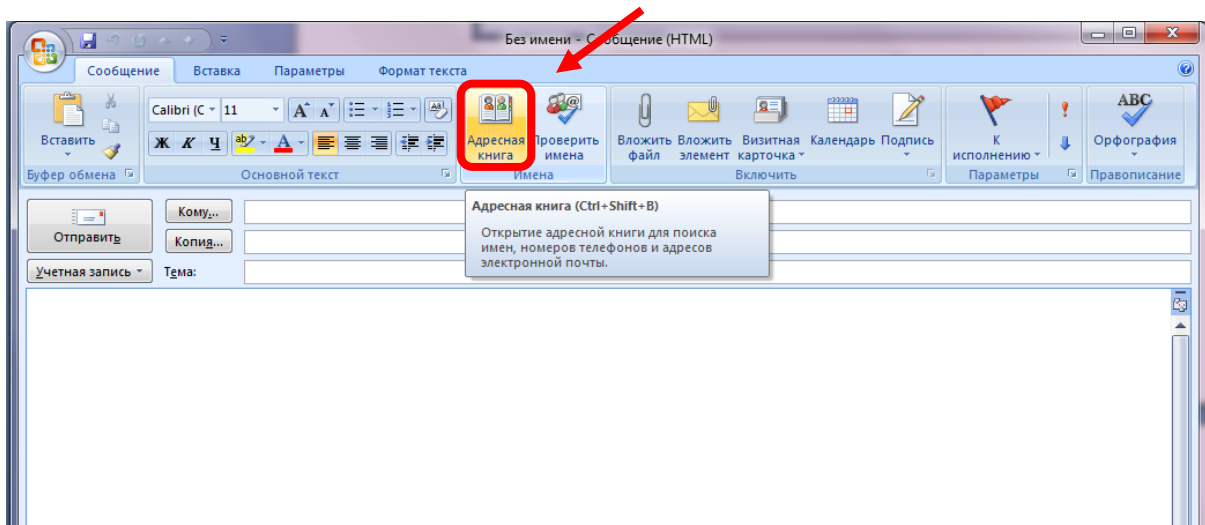 Без имени - Сообщение (HTML)
Сообщение Вставка Параметры Формат текста
Вставить
Буфер обмена
Calibri (С 11
Ж К Ч
Основной текст
Адресная книга
Проверить имена
Имена
Вложить файл
Вложить элемент
Визитная карточка
Календарь
Подпись
Включить
К исполнению
Параметры
ABC
Орфография
Правописание
Отправить
Кому...
Копия...
Учетная запись
Тема:
Адресная книга (Ctrl+Shift+B)
Открытие адресной книги для поиска
имен, номеров телефонов и адресов
электронной почты.